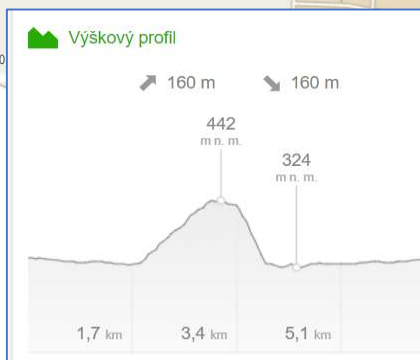 Výškový profil
160 m 160 m
442
m n. m.
324
m n. m.
1,7 km 3,4 km 5,1 km